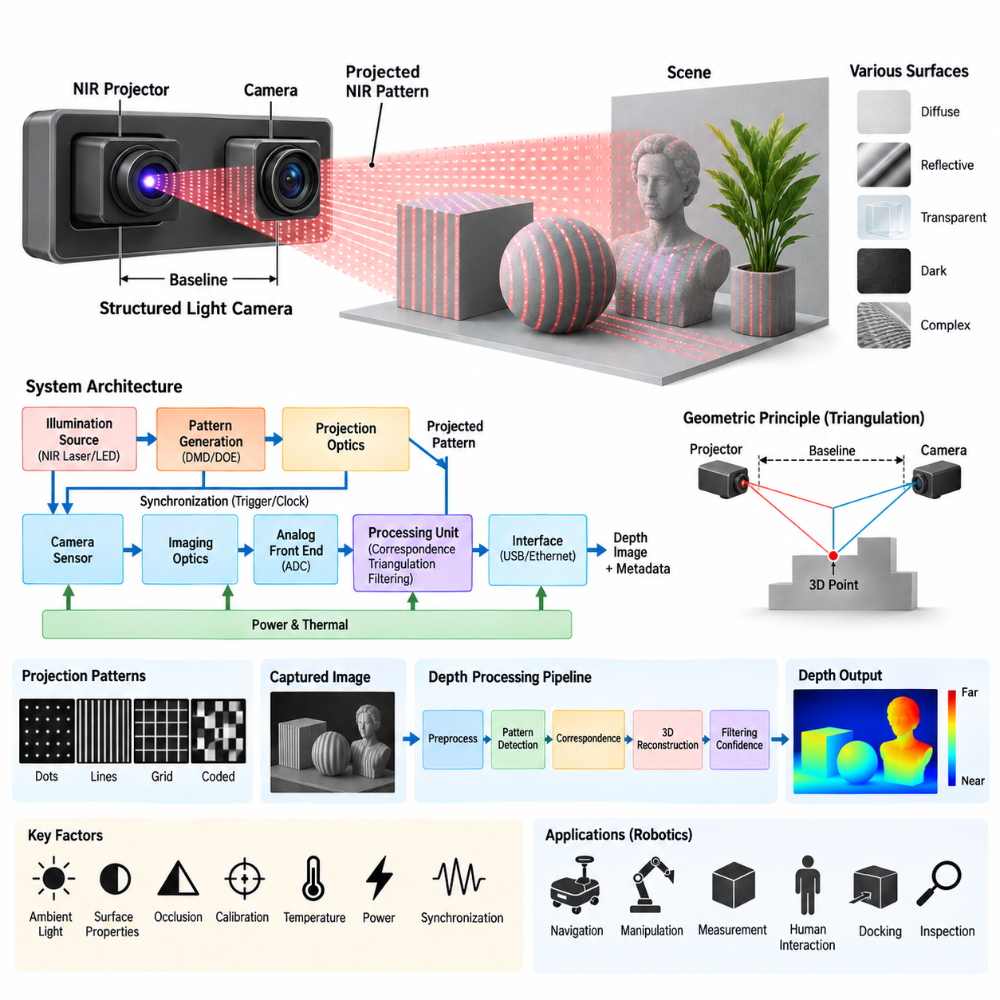 NIR Projector
Camera
Projected
NIR Pattern
Scene
Various Surfaces
Diffuse
Reflective
Transparent
Dark
Complex
Baseline
Structured Light Camera
System Architecture
Illumination
Source
(NIR Laser/LED)
Pattern
Generation
(DMD/DOE)
Projection
Optics
Projected
Pattern
Synchronization (Trigger/Clock)
Camera
Sensor
Imaging
Optics
Analog
Front End
(ADC)
Processing Unit
(Correspondence
Triangulation
Filtering)
Interface
(USB/Ethernet)
Depth
Image
+ Metadata
Power & Thermal
Geometric Principle (Triangulation)
Projector
Baseline
Camera
3D Point
Projection Patterns
Dots
Lines
Grid
Coded
Captured Image
Depth Processing Pipeline
Preprocess
Pattern
Detection
Correspondence
3D
Reconstruction
Filtering
Confidence
Depth Output
Far
Near
Key Factors
Ambient
Light
Surface
Properties
Occlusion
Calibration
Temperature
Power
Synchronization
Applications (Robotics)
Navigation
Manipulation
Measurement
Human
Interaction
Docking
Inspection